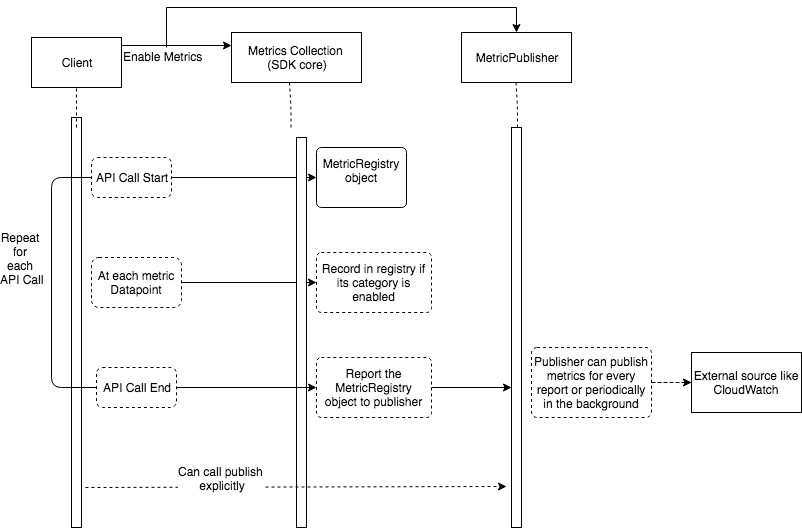 Client
Enable Metrics
Metrics Collection
(SDK core)
MetricPublisher
API Call Start
MetricRegistry
object
Repeat
for
each
API Call
At each metric
Datapoint
Record in registry if
its category is
enabled
API Call End
Report the
MetricRegistry
object to publisher
Publisher can publish
metrics for every
report or periodically
in the background
External source like
CloudWatch
Can call publish
explicitly